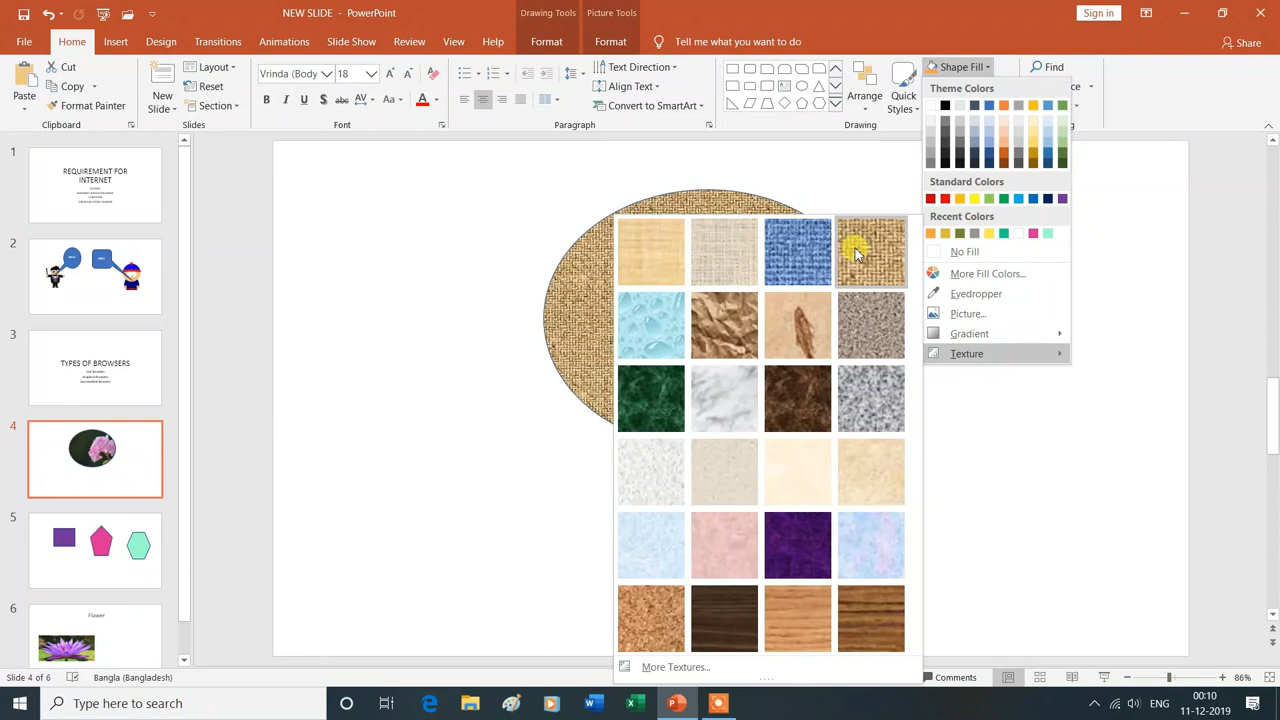 NEW SLIDE - PowerPoint
Drawing Tools
Picture Tools
Sign in
File
Home
Insert
Design
Transitions
Animations
Slide Show
Review
View
Help
Format
Format
Tell me what you want to do
Share
Paste
Cut
Copy
Format Painter
Clipboard
New
Slide
Layout
Reset
Section
Slides
Vrinda (Body)
18
B I U S abc AV Aa A
Font
Text Direction
Align Text
Convert to SmartArt
Paragraph
Arrange
Quick
Styles
Drawing
Shape Fill
Find
Theme Colors
Standard Colors
Recent Colors
No Fill
More Fill Colors...
Eyedropper
Picture...
Gradient
Texture
More Textures...
1
REQUIREMENT FOR
INTERNET
2
3
TYPES OF BROWSERS
4
5
6
Flower
Slide 4 of 6
Bangla (Bangladesh)
Comments
86%
Type here to search
ENG
00:10
11-12-2019